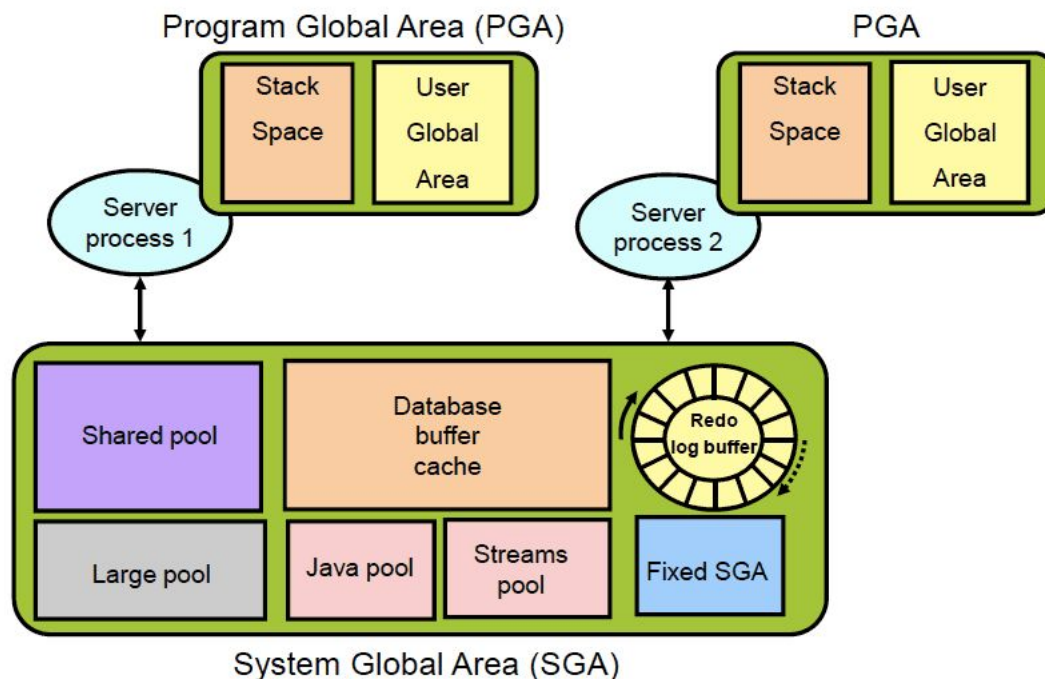 Program Global Area (PGA)
PGA
Stack
Space
User
Global
Area
Stack
Space
User
Global
Area
Server
process 1
Server
process 2
Shared pool
Database
buffer
cache
Redo
log buffer
Large pool
Java pool
Streams
pool
Fixed SGA
System Global Area (SGA)